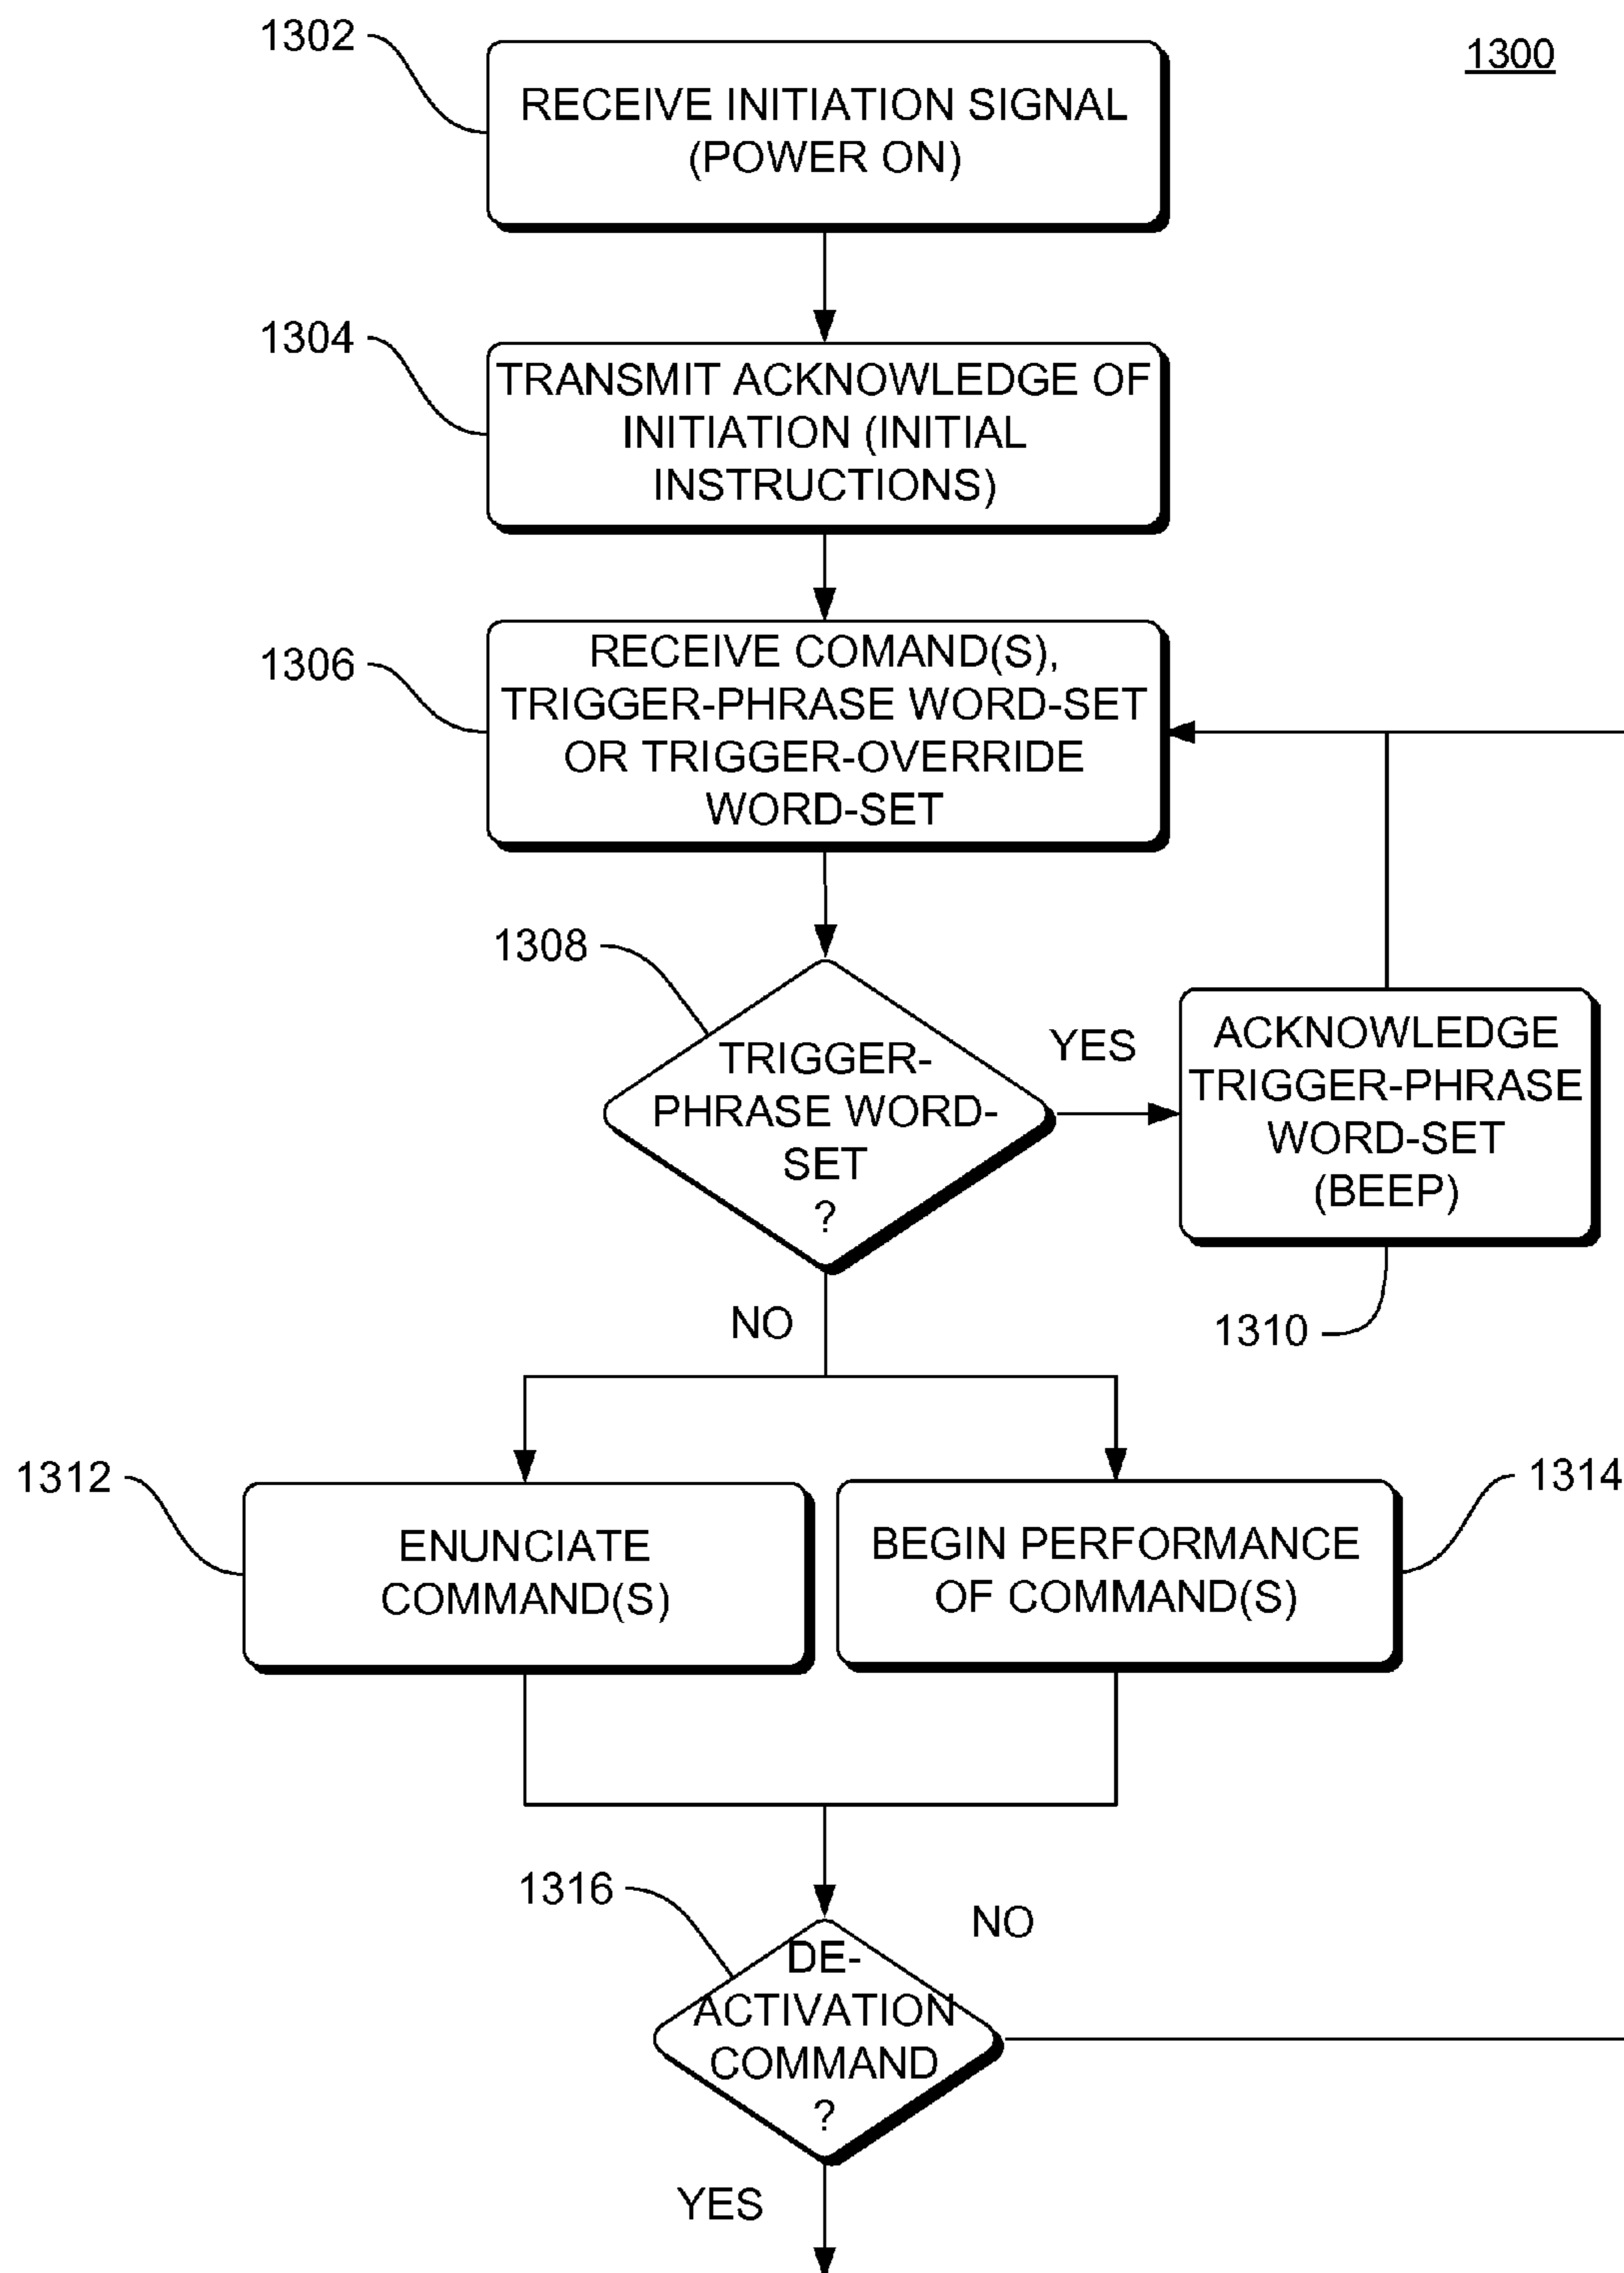 1300
1302
RECEIVE INITIATION SIGNAL
(POWER ON)
1304
TRANSMIT ACKNOWLEDGE OF
INITIATION (INITIAL
INSTRUCTIONS)
1306
RECEIVE COMAND(S),
TRIGGER-PHRASE WORD-SET
OR TRIGGER-OVERRIDE
WORD-SET
1308
TRIGGER-
PHRASE WORD-
SET
?
YES
ACKNOWLEDGE
TRIGGER-PHRASE
WORD-SET
(BEEP)
1310
NO
1312
ENUNCIATE
COMMAND(S)
1314
BEGIN PERFORMANCE
OF COMMAND(S)
1316
DE-
ACTIVATION
COMMAND
?
NO
YES